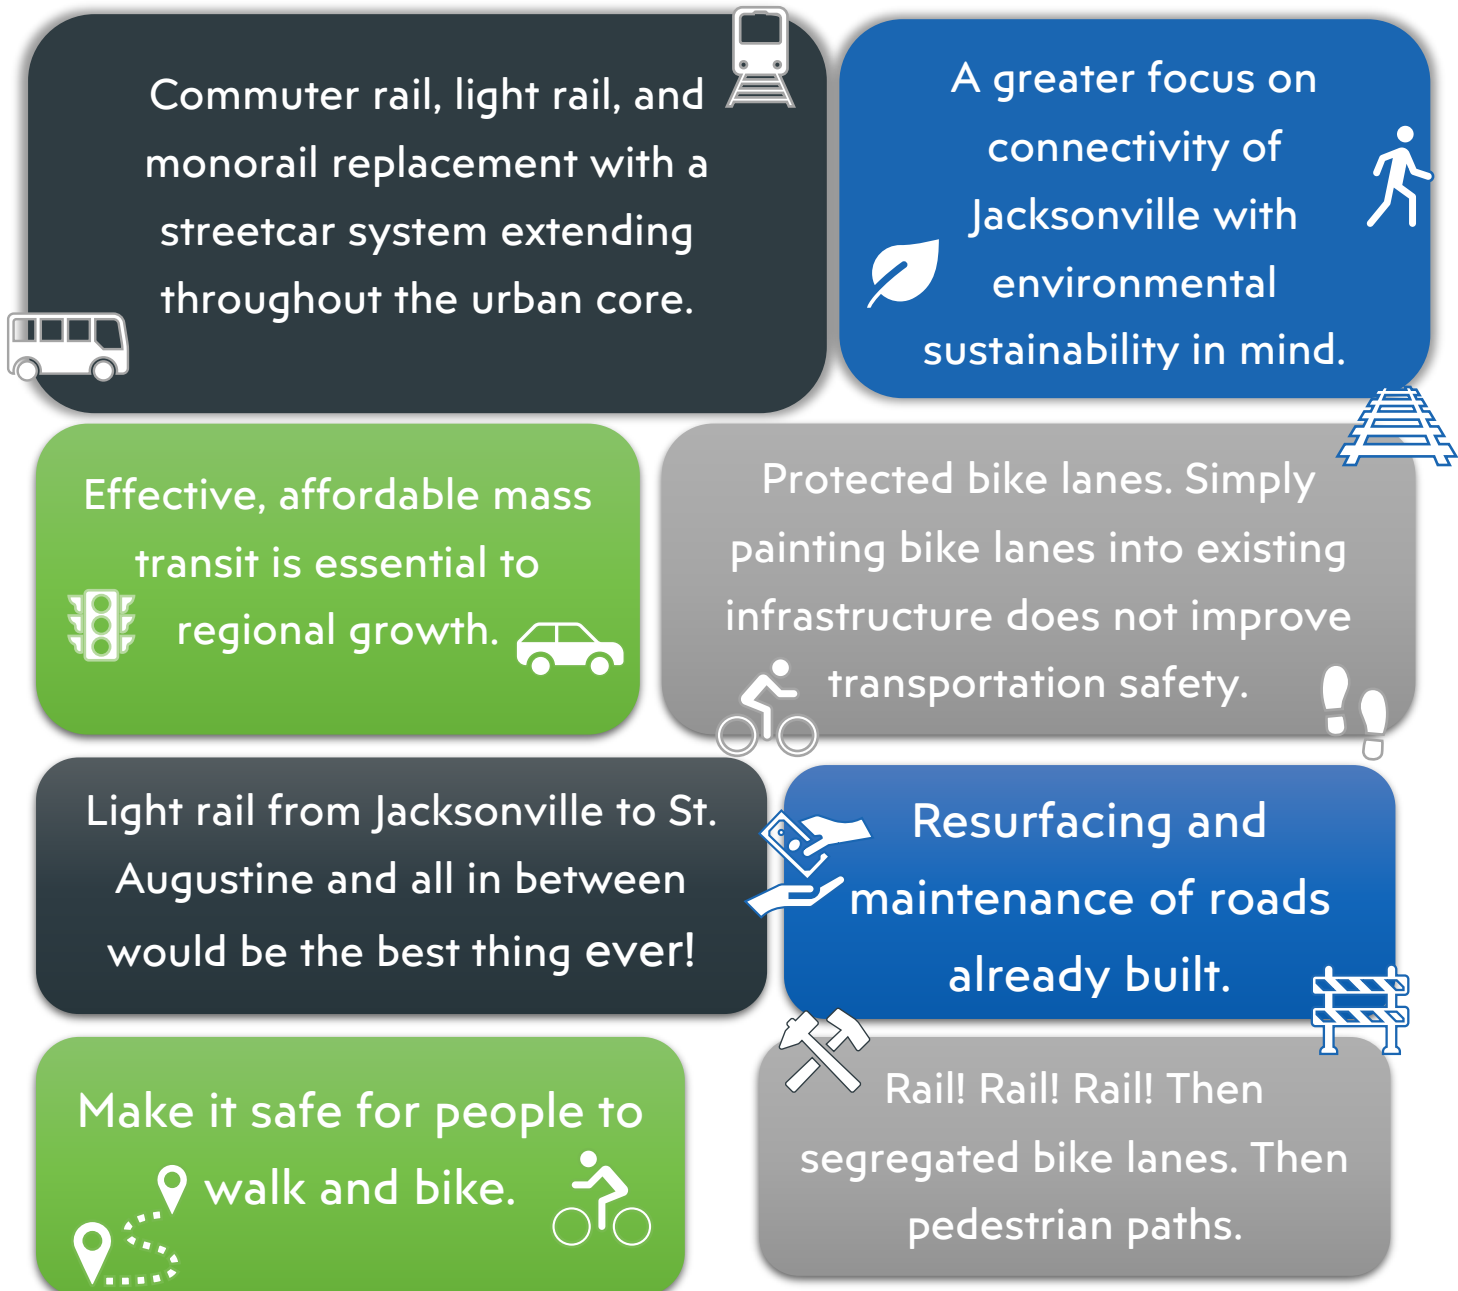 Commuter rail, light rail, and
monorail replacement with a
streetcar system extending
throughout the urban core.
A greater focus on
connectivity of
Jacksonville with
environmental
sustainability in mind.
Effective, affordable mass
transit is essential to
regional growth.
Protected bike lanes. Simply
painting bike lanes into existing
infrastructure does not improve
transportation safety.
Light rail from Jacksonville to St.
Augustine and all in between
would be the best thing ever!
Resurfacing and
maintenance of roads
already built.
Make it safe for people to
walk and bike.
Rail! Rail! Rail! Then
segregated bike lanes. Then
pedestrian paths.